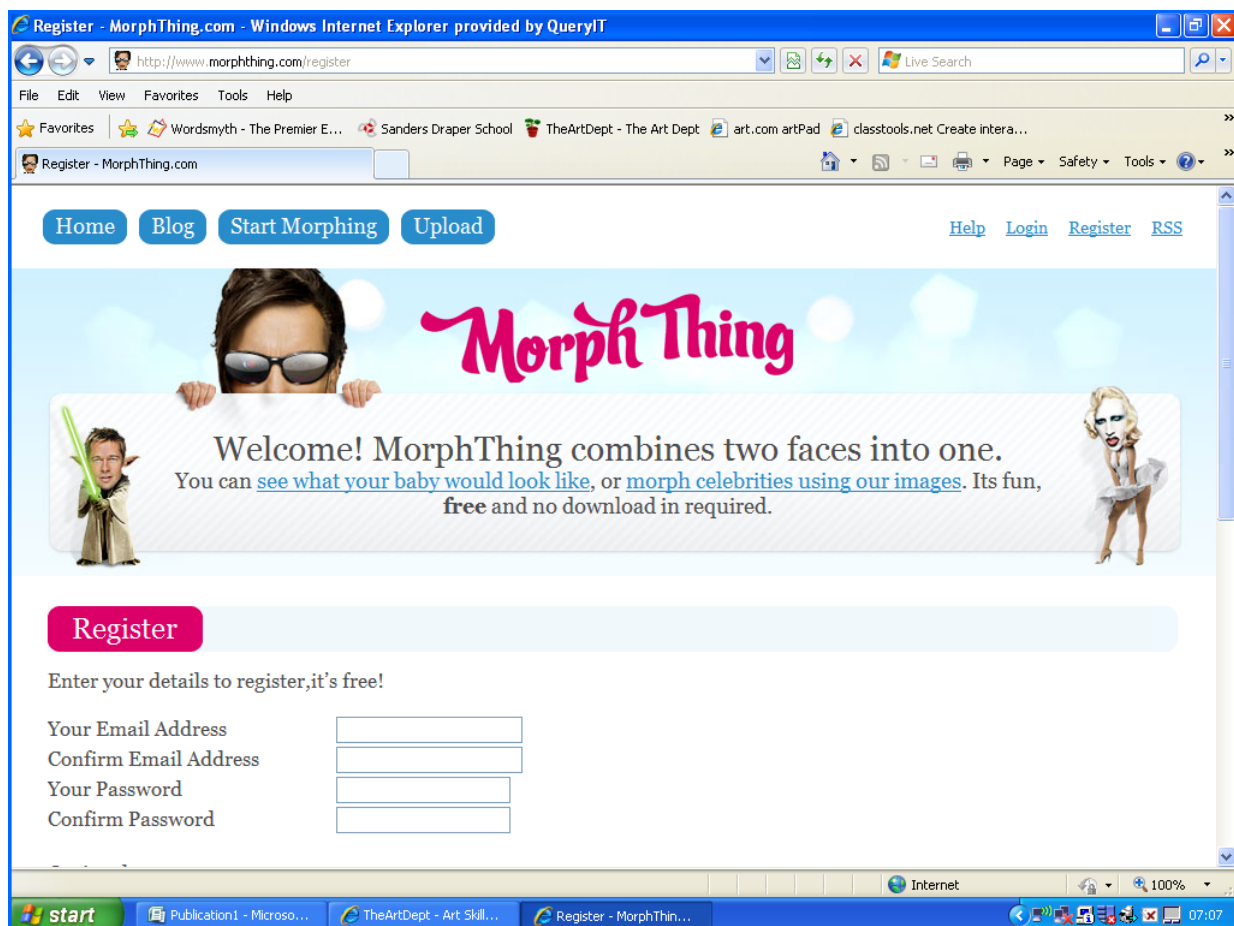 Register - MorphThing.com - Windows Internet Explorer provided by QueryIT
http://www.morphthing.com/register
Live Search
File Edit View Favorites Tools Help
Favorites Wordsmyth - The Premier E... Sanders Draper School TheArtDept - The Art Dept art.com artPad classtools.net Create intera...
Register - MorphThing.com
Page Safety Tools
Home Blog Start Morphing Upload
Help Login Register RSS
Morph Thing
Welcome! MorphThing combines two faces into one.
You can see what your baby would look like, or morph celebrities using our images. Its fun,
free and no download in required.
Register
Enter your details to register,it's free!
Your Email Address
Confirm Email Address
Your Password
Confirm Password
Internet
100%
start
Publication1 - Microso...
TheArtDept - Art Skill...
Register - MorphThin...
07:07